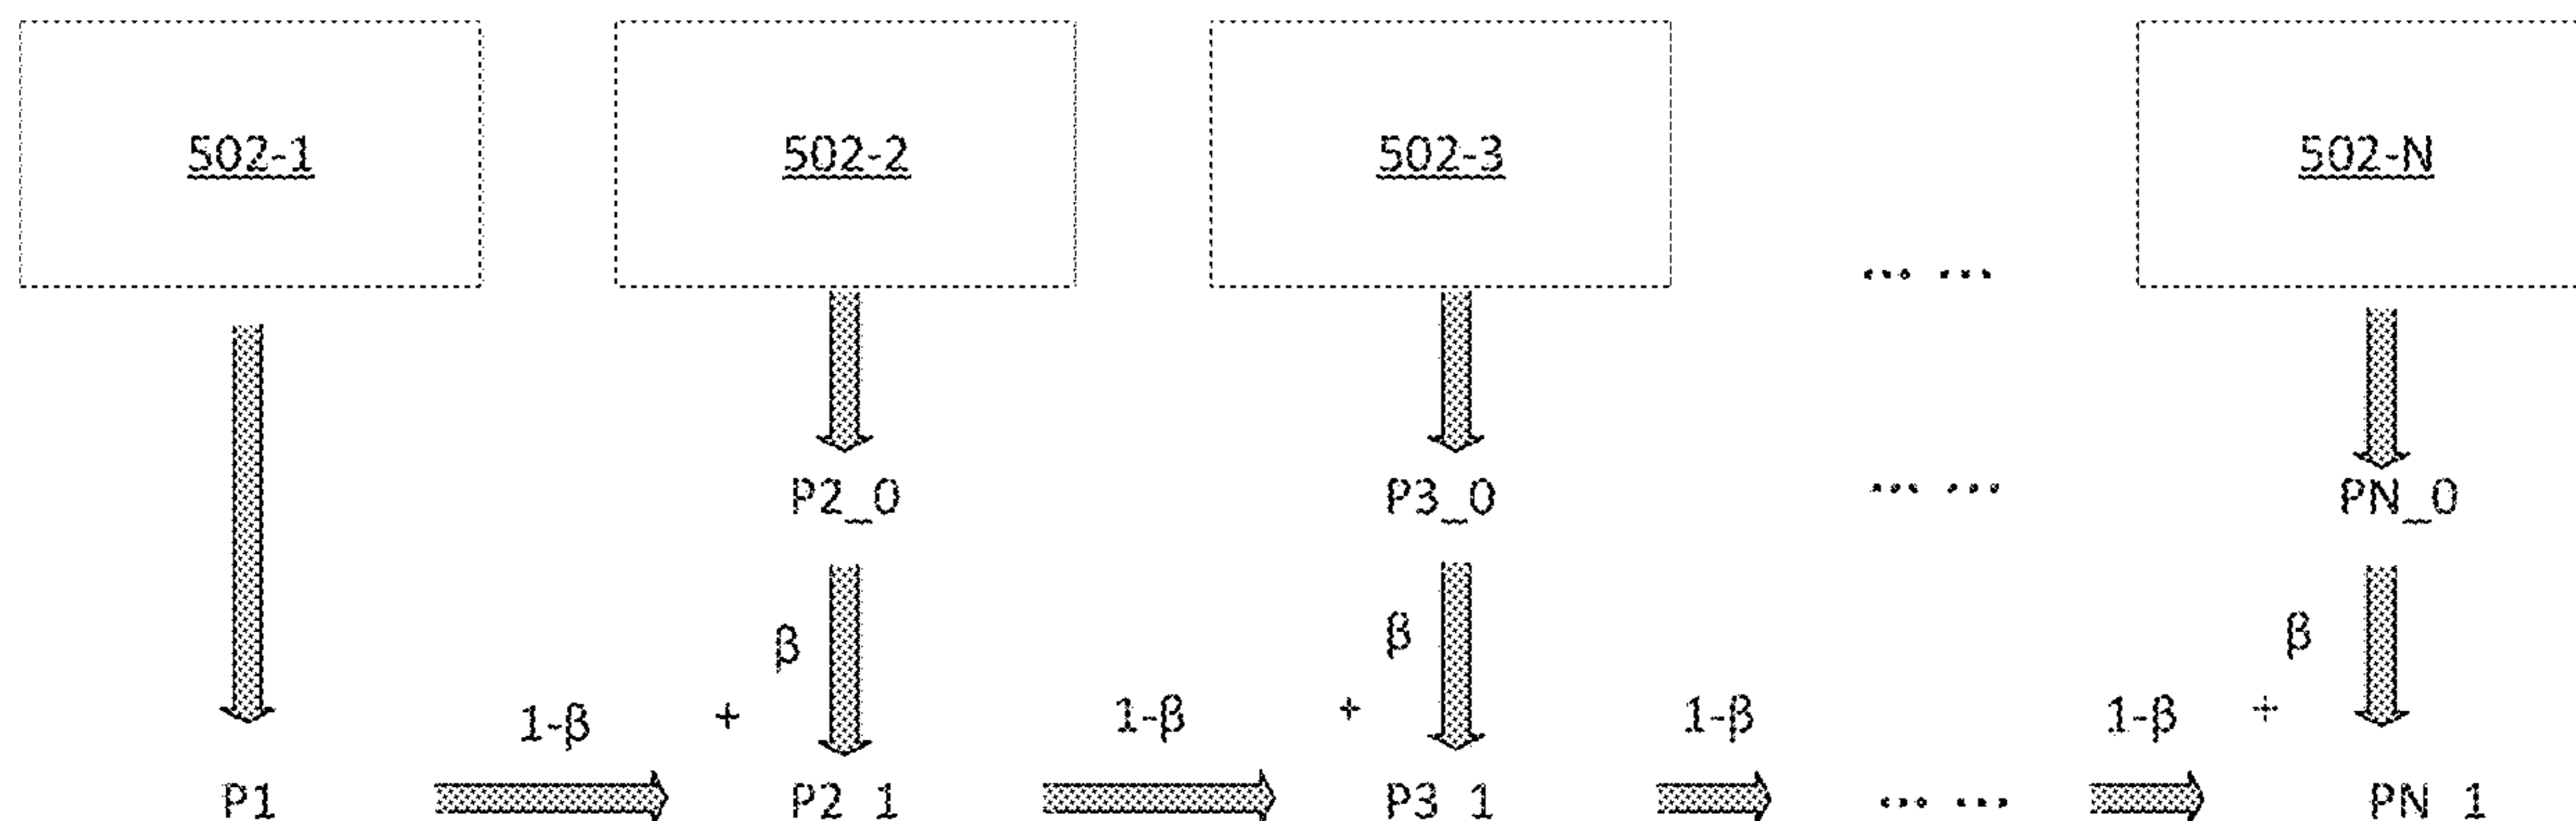 502-1 502-2 502-3 502-N
... ...
P2_0 P3_0 ... ... PN_0
β β β
1-β + 1-β + 1-β 1-β +
P1 P2_1 P3_1 ... ... PN_1